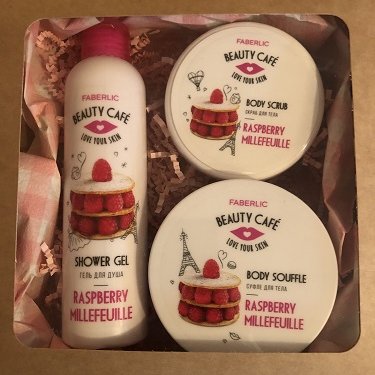 FABERLIC
BEAUTY CAFÉ
LOVE YOUR SKIN
SHOWER GEL
ГЕЛЬ ДЛЯ ДУША
RASPBERRY
MILLEFEUILLE
FABERLIC
BEAUTY CAFÉ
LOVE YOUR SKIN
BODY SCRUB
СКРАБ ДЛЯ ТЕЛА
RASPBERRY
MILLEFEUILLE
FABERLIC
BEAUTY CAFÉ
LOVE YOUR SKIN
BODY SOUFFLE
СУФЛЕ ДЛЯ ТЕЛА
RASPBERRY
MILLEFEUILLE